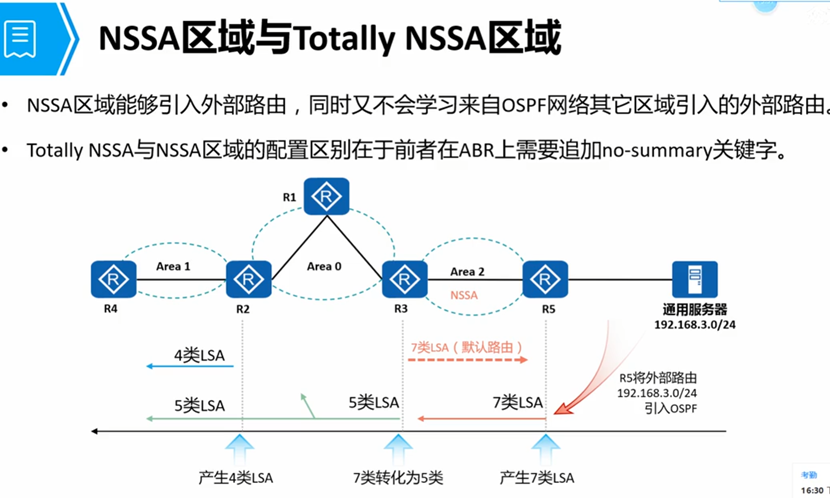 NSSA区域与Totally NSSA区域
• NSSA区域能够引入外部路由，同时又不会学习来自OSPF网络其它区域引入的外部路由。
• Totally NSSA与NSSA区域的配置区别在于前者在ABR上需要追加no-summary关键字。
R1
Area 1
Area 0
Area 2
NSSA
R4
R2
R3
R5
通用服务器
192.168.3.0/24
4类LSA
7类LSA（默认路由）
R5将外部路由
192.168.3.0/24
引入OSPF
5类LSA
5类LSA
7类LSA
产生4类LSA
7类转化为5类
产生7类LSA
考勤
16:30